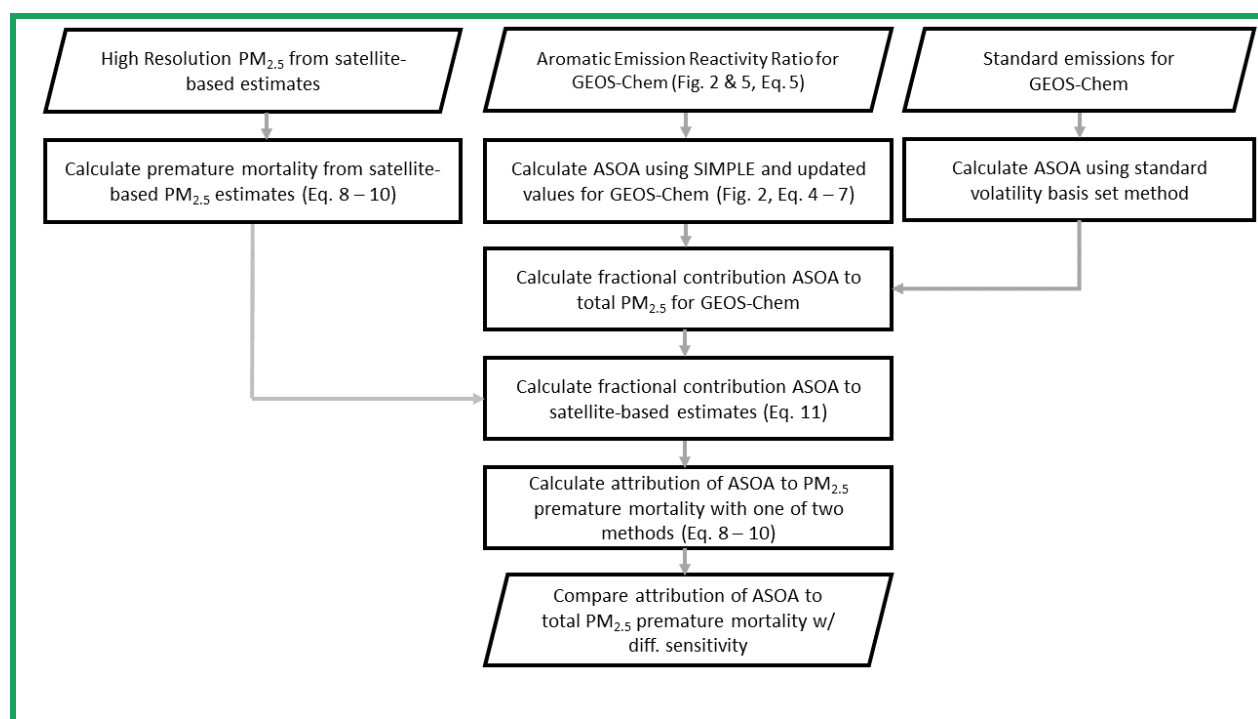 High Resolution PM2.5 from satellite-
based estimates
Aromatic Emission Reactivity Ratio for
GEOS-Chem (Fig. 2 & 5, Eq. 5)
Standard emissions for
GEOS-Chem
Calculate premature mortality from satellite-
based PM2.5 estimates (Eq. 8 – 10)
Calculate ASOA using SIMPLE and updated
values for GEOS-Chem (Fig. 2, Eq. 4 – 7)
Calculate ASOA using standard
volatility basis set method
Calculate fractional contribution ASOA to
total PM2.5 for GEOS-Chem
Calculate fractional contribution ASOA to
satellite-based estimates (Eq. 11)
Calculate attribution of ASOA to PM2.5
premature mortality with one of two
methods (Eq. 8 – 10)
Compare attribution of ASOA to
total PM2.5 premature mortality w/
diff. sensitivity